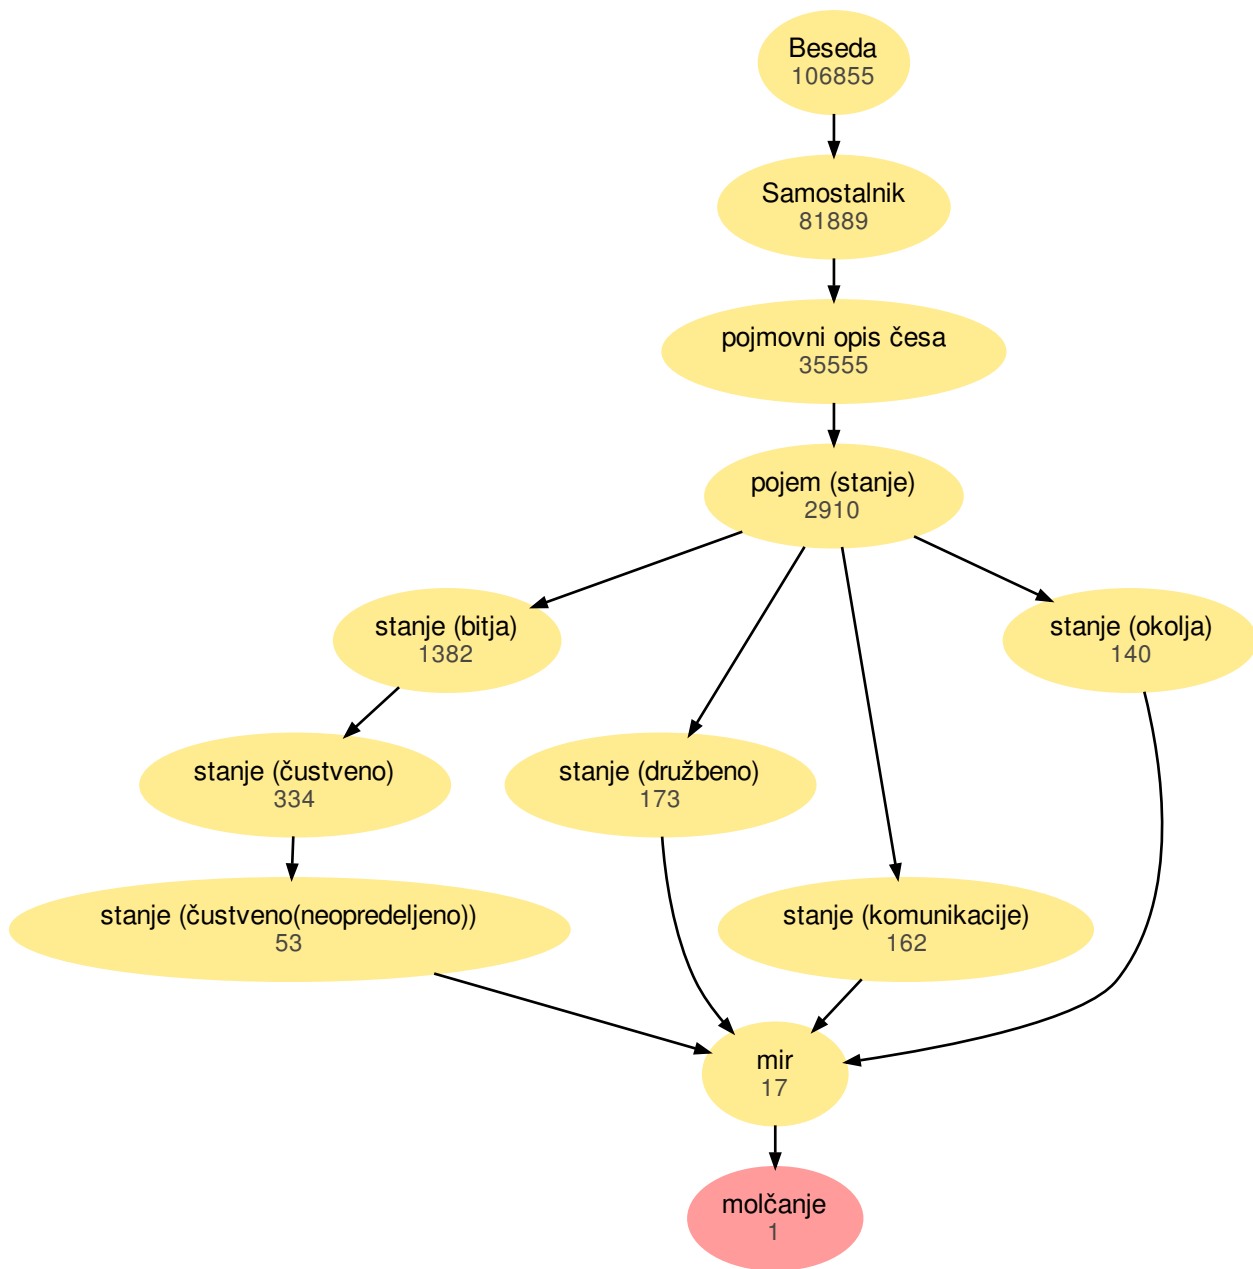 Beseda
106855
Samostalnik
81889
pojmovni opis česa
35555
pojem (stanje)
2910
stanje (bitja)
1382
stanje (okolja)
140
stanje (čustveno)
334
stanje (družbeno)
173
stanje (čustveno(neopredeljeno))
53
stanje (komunikacije)
162
mir
17
molčanje
1